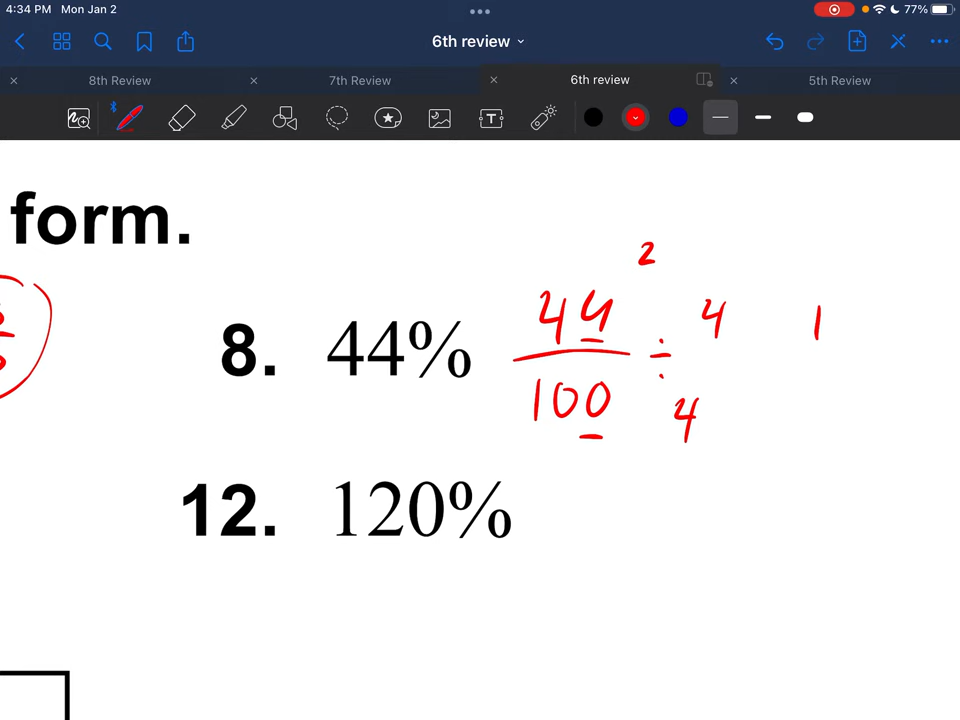 4:34 PM Mon Jan 2 77%
6th review
8th Review 7th Review 6th review 5th Review
T
form.
2
8. 44% 44/100 ÷ 4/4 1
12. 120%